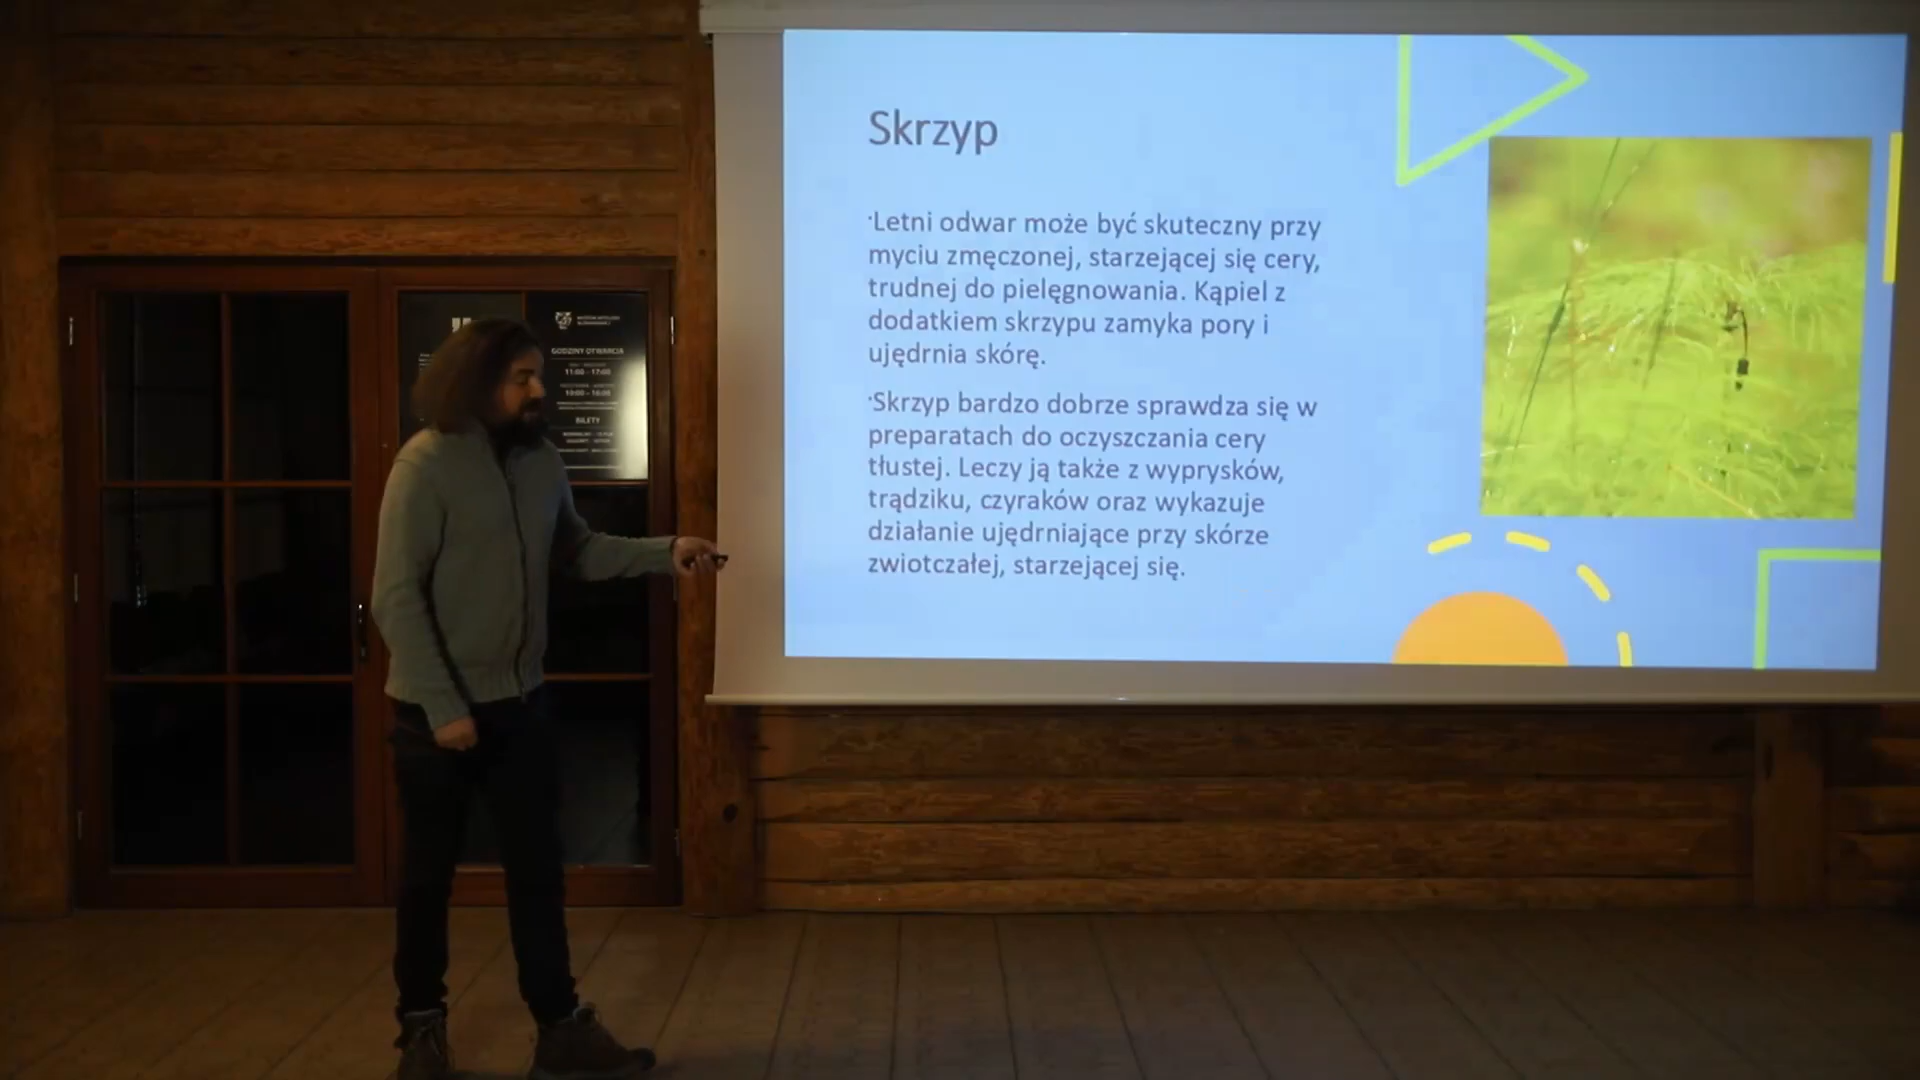 Skrzyp
·Letni odwar może być skuteczny przy
myciu zmęczonej, starzejącej się cery,
trudnej do pielęgnowania. Kąpiel z
dodatkiem skrzypu zamyka pory i
ujędrnia skórę.
·Skrzyp bardzo dobrze sprawdza się w
preparatach do oczyszczania cery
tłustej. Leczy ją także z wyprysków,
trądziku, czyraków oraz wykazuje
działanie ujędrniające przy skórze
zwiotczałej, starzejącej się.
GODZINY OTWARCIA
11:00 - 17:00
10:00 - 16:00
BILETY